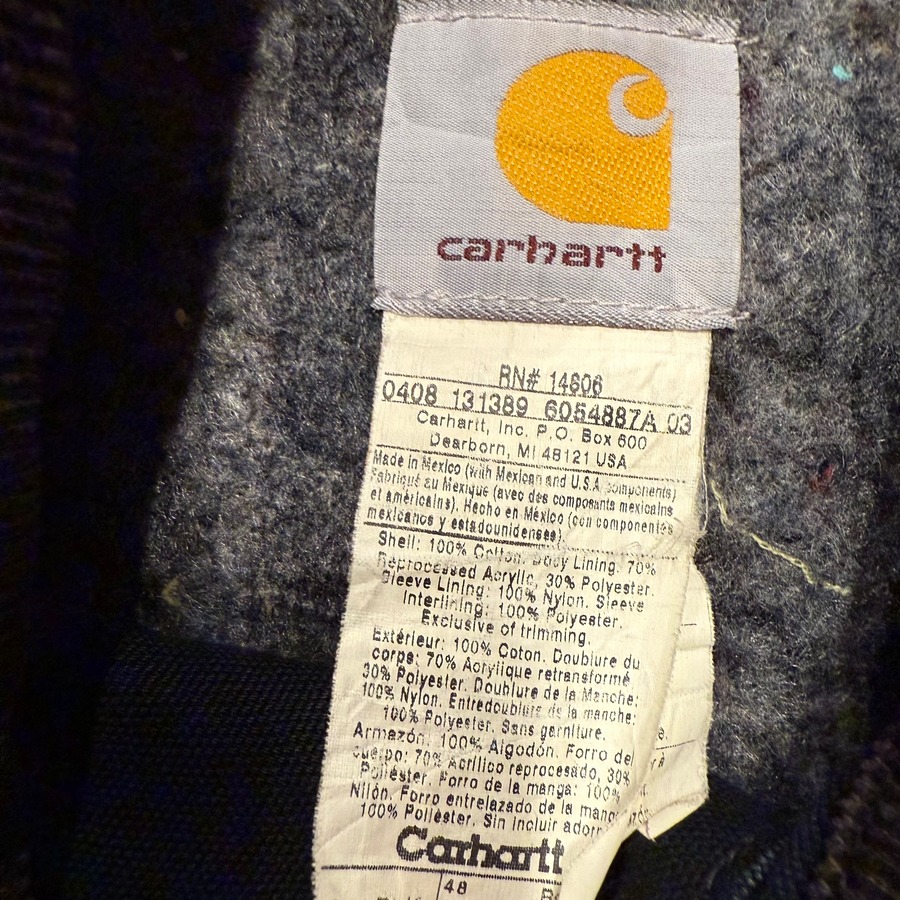 carhartt
RN# 14806
0408 131389 6054887A 03
Carhartt, Inc. P.O. Box 600
Dearborn, MI 48121 USA
Made in Mexico (with Mexican and U.S.A components)
Fabriqué au Mexique (avec des composants mexicains
et américains). Hecho en México (con componentes
mexicanos y estadounidenses).
Shell: 100% Cotton. Body Lining: 70%
Reprocessed Acrylic, 30% Polyester.
Sleeve Lining: 100% Nylon. Sleeve
Interlining: 100% Polyester.
Exclusive of trimming.
Extérieur: 100% Coton. Doublure du
corps: 70% Acrylique retransformé,
30% Polyester. Doublure de la Manche:
100% Nylon. Entredoublure de la manche:
100% Polyester. Sans garniture.
Armazón: 100% Algodón. Forro del
cuerpo: 70% Acrílico reprocesado, 30%
Poliéster. Forro de la manga: 100%
Nilón. Forro entrelazado de la
100% Poliéster. Sin incluir
Carhartt
48